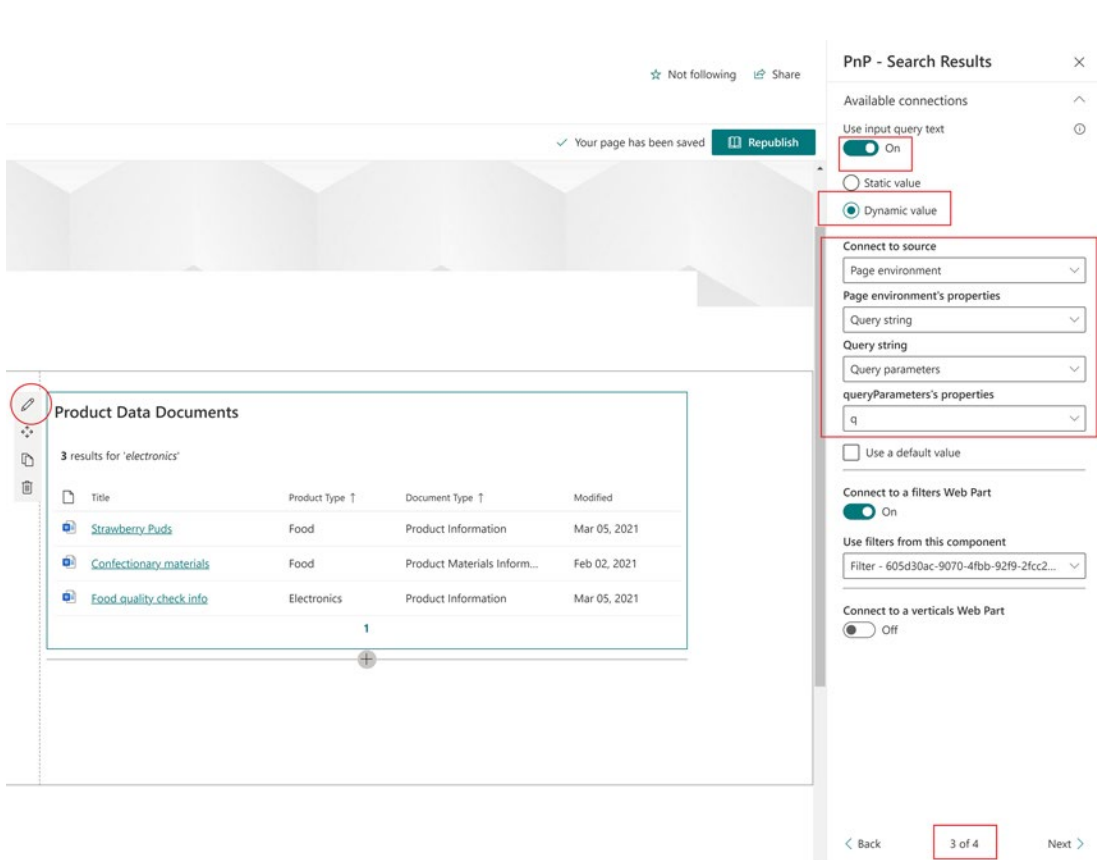 Not following Share
Your page has been saved Republish
Product Data Documents
3 results for 'electronics'
Title Product Type ↑ Document Type ↑ Modified
Strawberry Puds Food Product Information Mar 05, 2021
Confectionary materials Food Product Materials Inform... Feb 02, 2021
Food quality check info Electronics Product Information Mar 05, 2021
1
PnP - Search Results
Available connections
Use input query text
On
Static value
Dynamic value
Connect to source
Page environment
Page environment's properties
Query string
Query string
Query parameters
queryParameters's properties
q
Use a default value
Connect to a filters Web Part
On
Use filters from this component
Filter - 605d30ac-9070-4fbb-92f9-2fcc2...
Connect to a verticals Web Part
Off
Back 3 of 4 Next